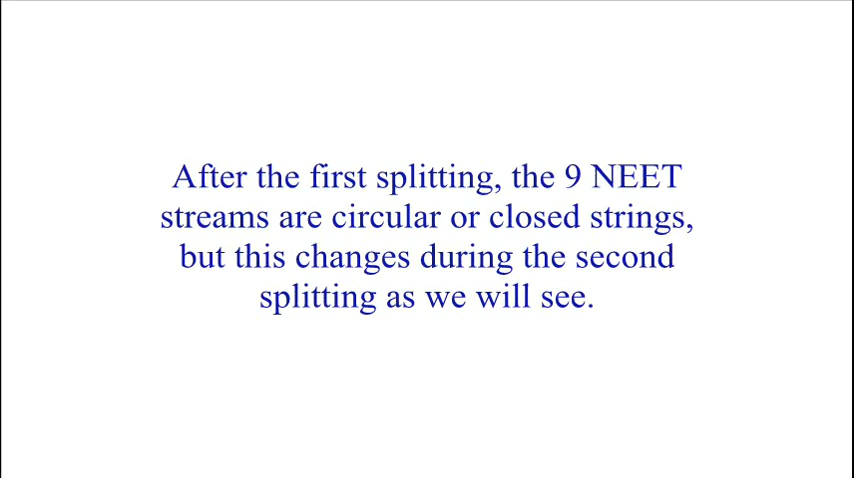 After the first splitting, the 9 NEET
streams are circular or closed strings,
but this changes during the second
splitting as we will see.